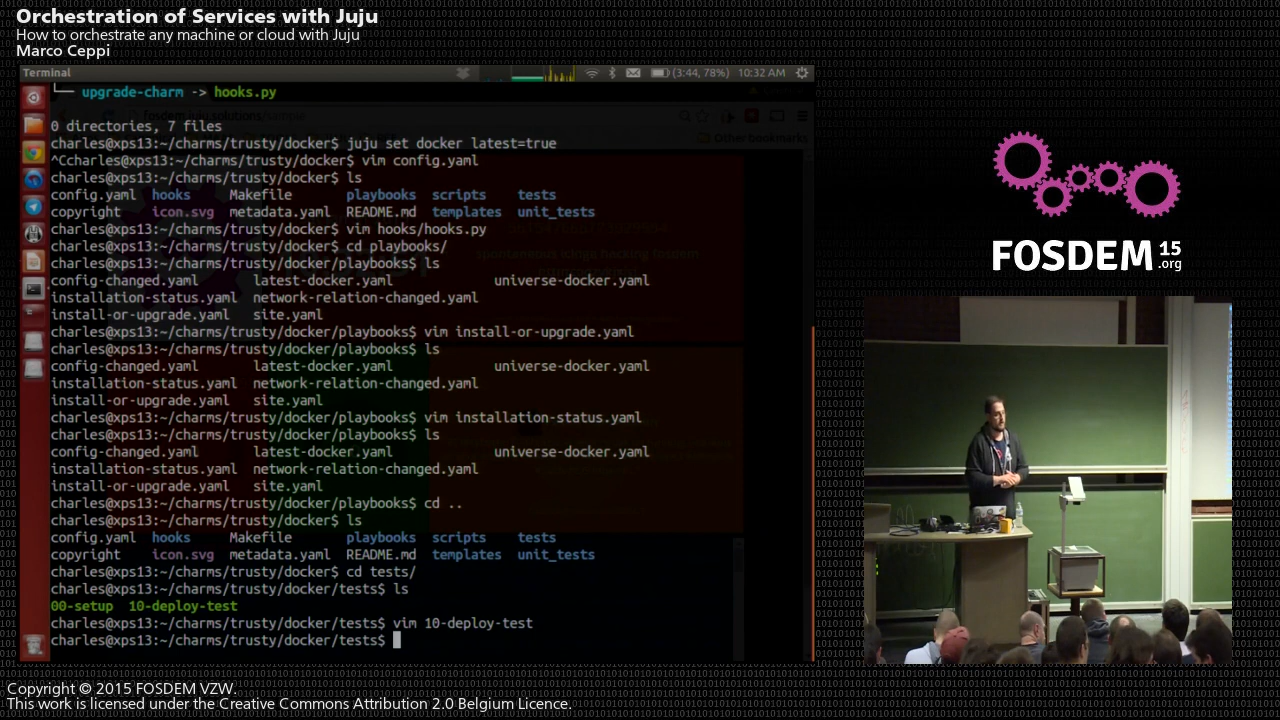 Orchestration of Services with Juju
How to orchestrate any machine or cloud with Juju
Marco Ceppi
Terminal (3:44, 78%) 10:32 AM
└── upgrade-charm -> hooks.py
Other bookmarks
0 directories, 7 files
charles@xps13:~/charms/trusty/docker$ juju set docker latest=true
^Ccharles@xps13:~/charms/trusty/docker$ vim config.yaml
charles@xps13:~/charms/trusty/docker$ ls
config.yaml hooks Makefile playbooks scripts tests
copyright icon.svg metadata.yaml README.md templates unit_tests
charles@xps13:~/charms/trusty/docker$ vim hooks/hooks.py
charles@xps13:~/charms/trusty/docker$ cd playbooks/
charles@xps13:~/charms/trusty/docker/playbooks$ ls
config-changed.yaml latest-docker.yaml universe-docker.yaml
installation-status.yaml network-relation-changed.yaml
install-or-upgrade.yaml site.yaml
charles@xps13:~/charms/trusty/docker/playbooks$ vim install-or-upgrade.yaml
charles@xps13:~/charms/trusty/docker/playbooks$ ls
config-changed.yaml latest-docker.yaml universe-docker.yaml
installation-status.yaml network-relation-changed.yaml
install-or-upgrade.yaml site.yaml
charles@xps13:~/charms/trusty/docker/playbooks$ vim installation-status.yaml
charles@xps13:~/charms/trusty/docker/playbooks$ ls
config-changed.yaml latest-docker.yaml universe-docker.yaml
installation-status.yaml network-relation-changed.yaml
install-or-upgrade.yaml site.yaml
charles@xps13:~/charms/trusty/docker/playbooks$ cd ..
charles@xps13:~/charms/trusty/docker$ ls
config.yaml hooks Makefile playbooks scripts tests
copyright icon.svg metadata.yaml README.md templates unit_tests
charles@xps13:~/charms/trusty/docker$ cd tests/
charles@xps13:~/charms/trusty/docker/tests$ ls
00-setup 10-deploy-test
charles@xps13:~/charms/trusty/docker/tests$ vim 10-deploy-test
charles@xps13:~/charms/trusty/docker/tests$
FOSDEM 15 .org
Copyright © 2015 FOSDEM VZW.
This work is licensed under the Creative Commons Attribution 2.0 Belgium Licence.